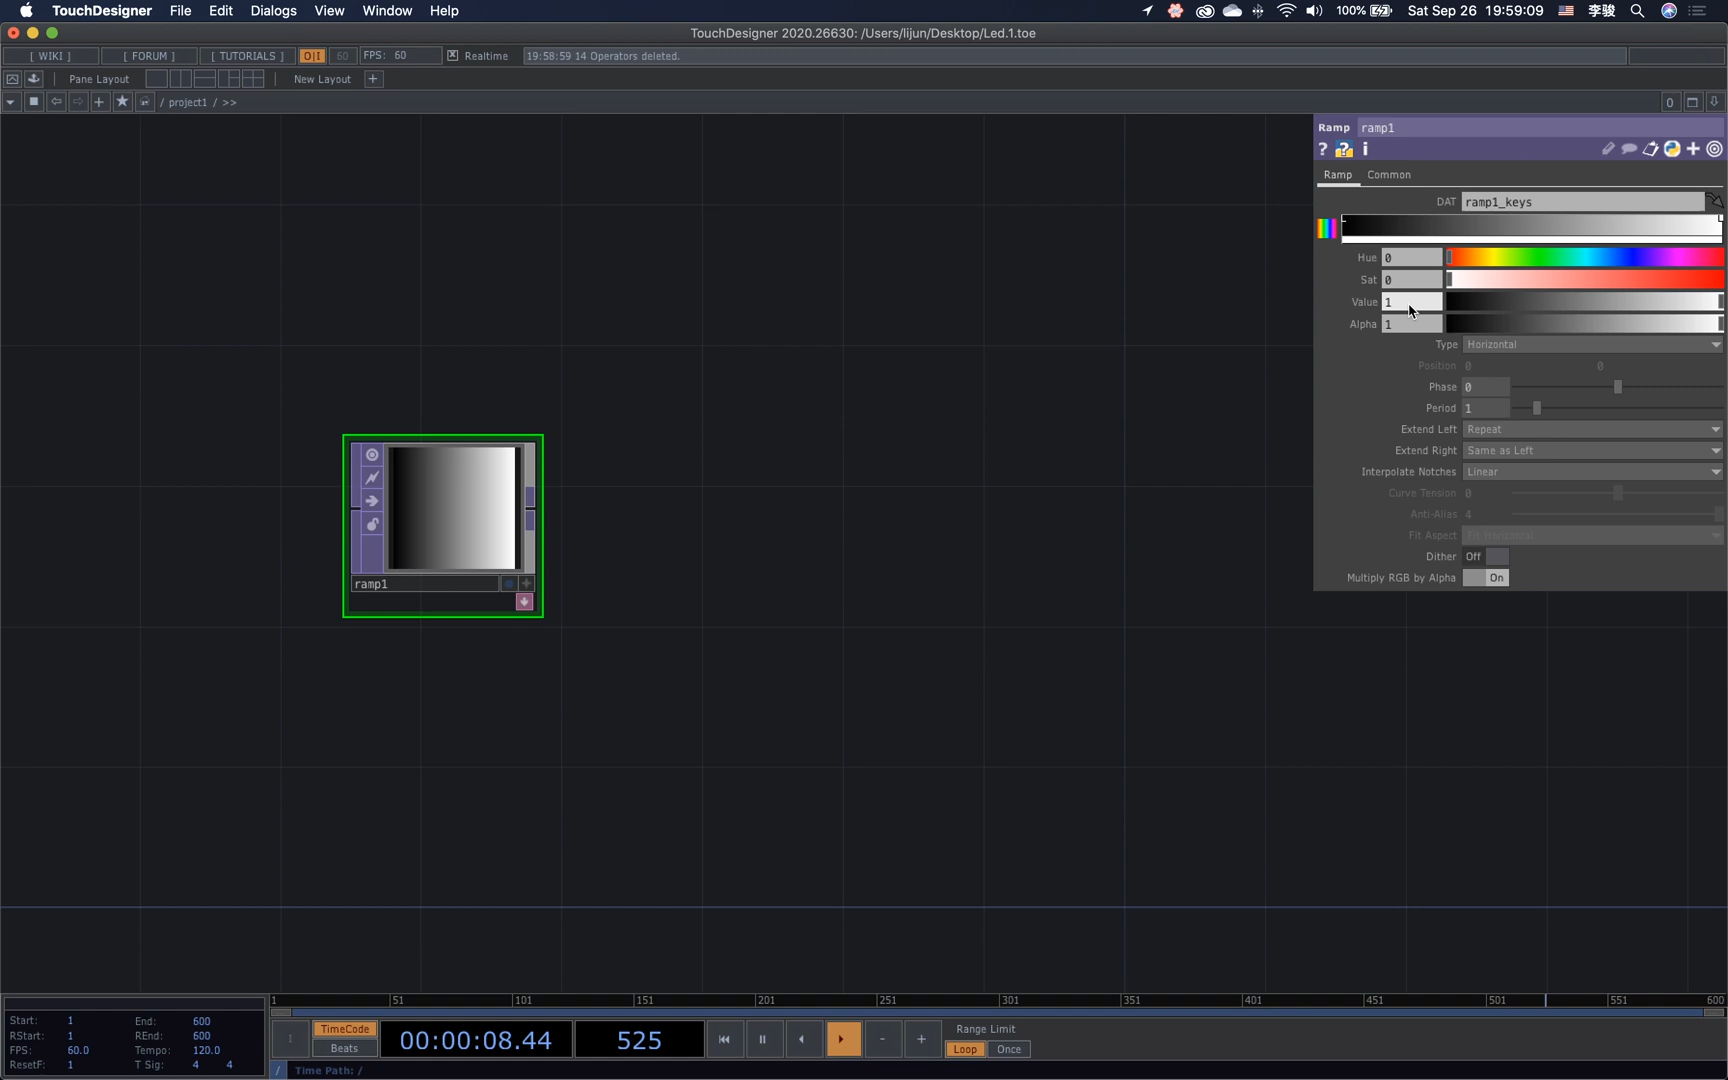 TouchDesigner File Edit Dialogs View Window Help 100% Sat Sep 26 19:59:09 李骏
TouchDesigner 2020.26630: /Users/lijun/Desktop/Led.1.toe
[ WIKI ] [ FORUM ] [ TUTORIALS ] O|I 60 FPS: 60 Realtime 19:58:59 14 Operators deleted.
Pane Layout New Layout +
/ project1 / >> 0
Ramp ramp1
? ? i
Ramp Common
DAT ramp1_keys
Hue 0
Sat 0
Value 1
Alpha 1
Type Horizontal
Position 0 0
Phase 0
Period 1
Extend Left Repeat
Extend Right Same as Left
Interpolate Notches Linear
Curve Tension 0
Anti-Alias 4
Fit Aspect Fit Horizontal
Dither Off
Multiply RGB by Alpha On
ramp1
1 51 101 151 201 251 301 351 401 451 501 551 600
Start: 1 End: 600
RStart: 1 REnd: 600
FPS: 60.0 Tempo: 120.0
ResetF: 1 T Sig: 4 4
I TimeCode 00:00:08.44 525 - + Range Limit
Beats Loop Once
/ Time Path: /